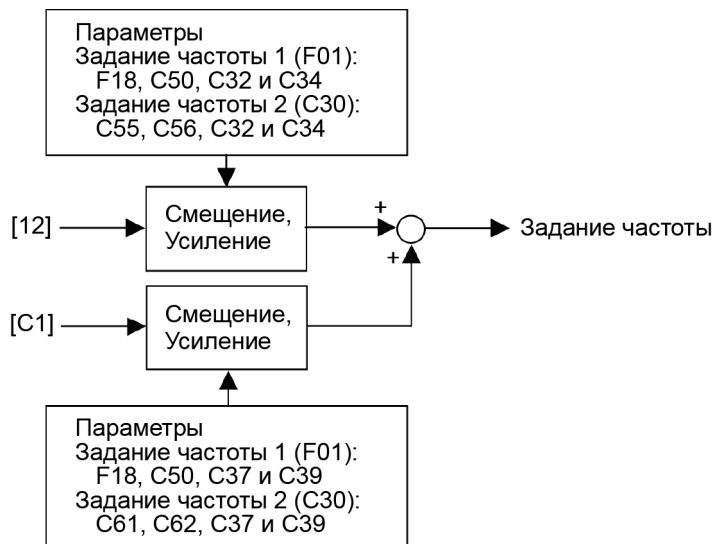 Параметры
Задание частоты 1 (F01):
F18, C50, C32 и C34
Задание частоты 2 (C30):
C55, C56, C32 и C34
[12]
Смещение,
Усиление
+
Задание частоты
+
[C1]
Смещение,
Усиление
Параметры
Задание частоты 1 (F01):
F18, C50, C37 и C39
Задание частоты 2 (C30):
C61, C62, C37 и C39